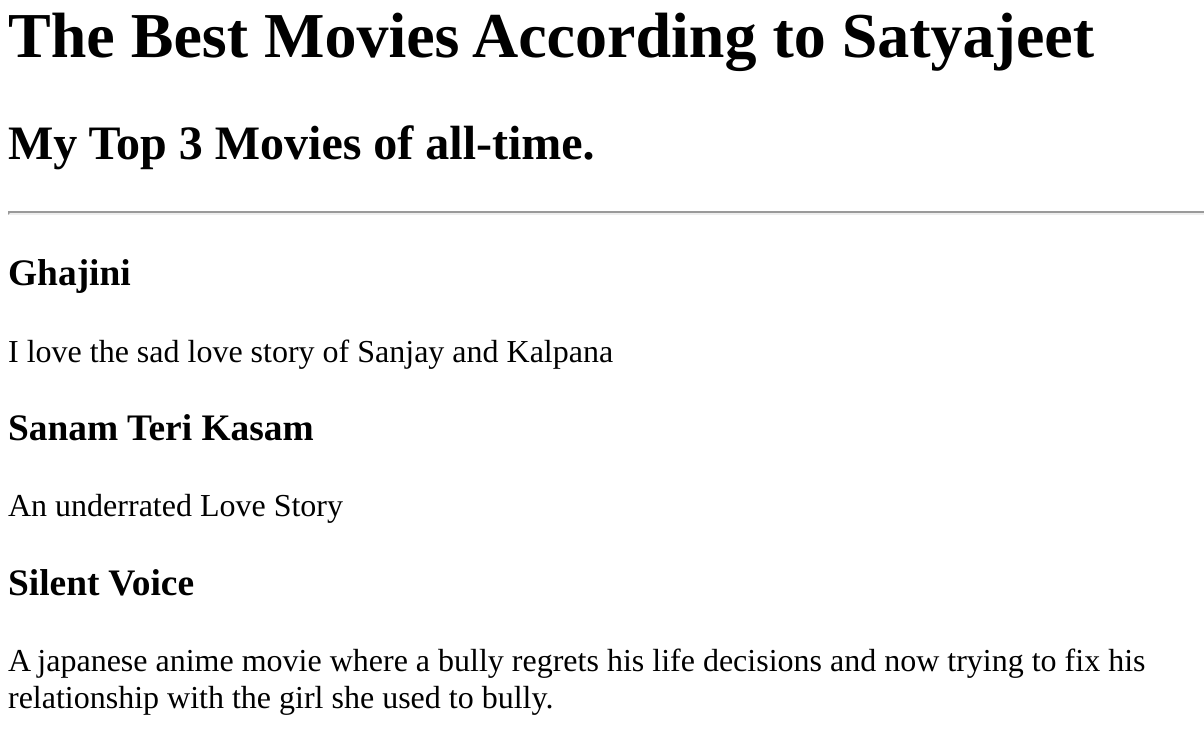 The Best Movies According to Satyajeet
My Top 3 Movies of all-time.
Ghajini
I love the sad love story of Sanjay and Kalpana
Sanam Teri Kasam
An underrated Love Story
Silent Voice
A japanese anime movie where a bully regrets his life decisions and now trying to fix his
relationship with the girl she used to bully.